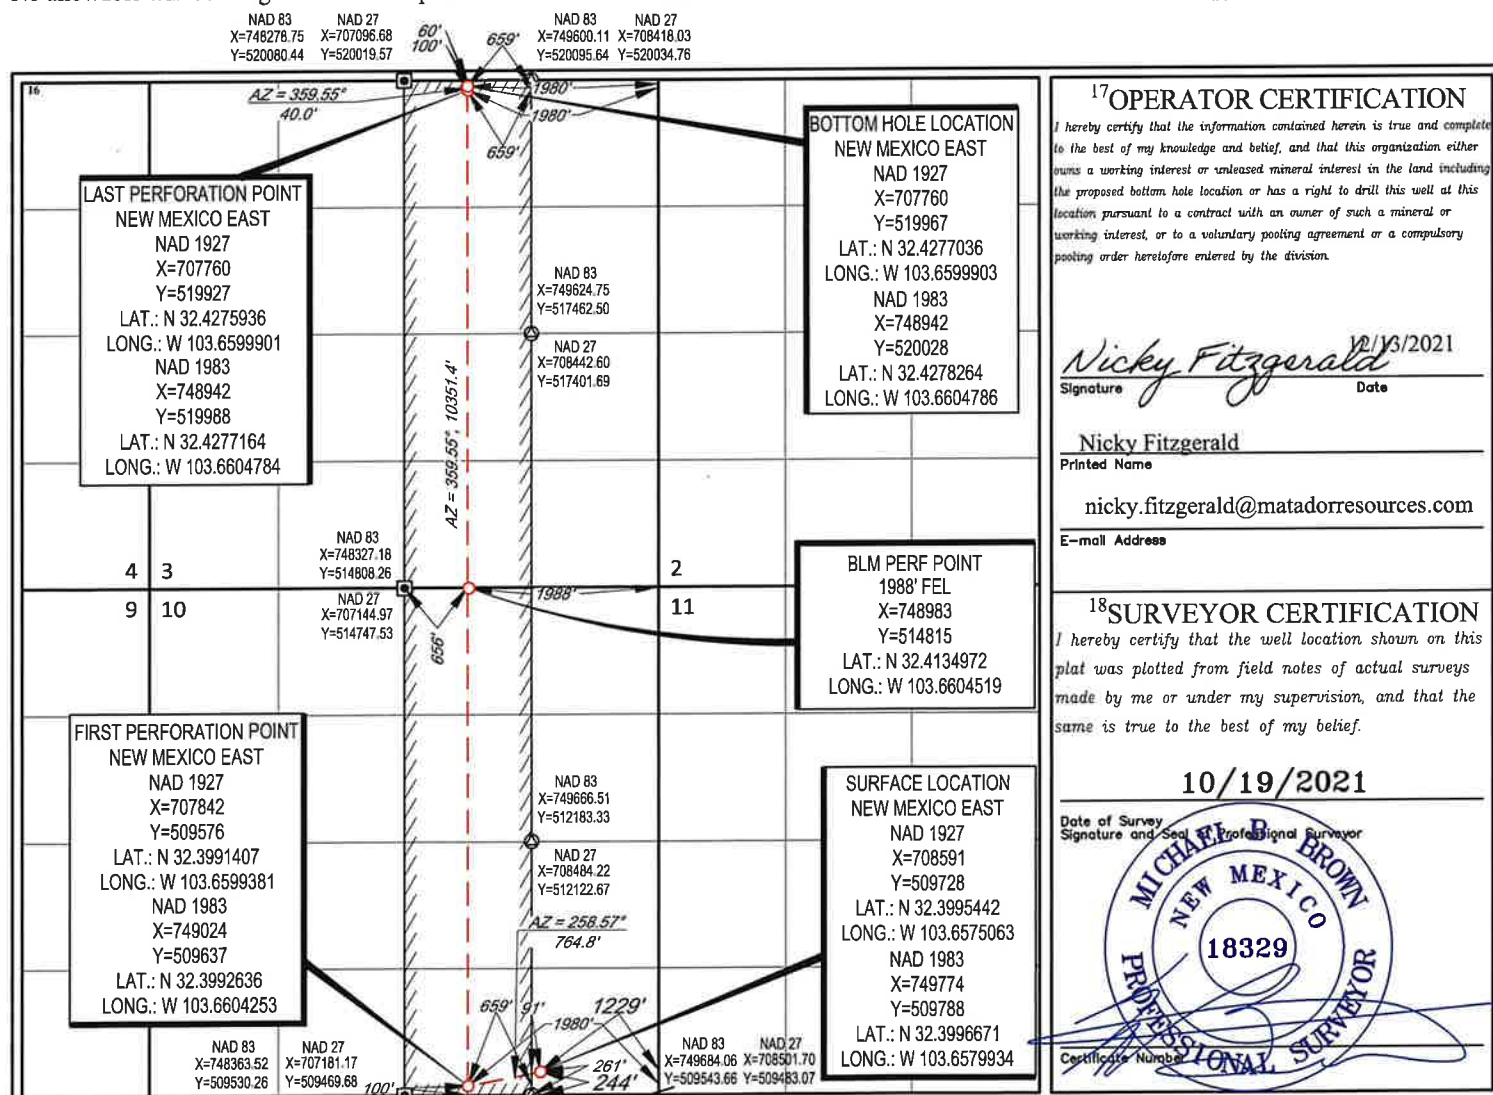 NAD 83 NAD 27
X=748278.75 X=707096.68
Y=520080.44 Y=520019.57
60'
100'
659'
NAD 83 NAD 27
X=749600.11 X=708418.03
Y=520095.64 Y=520034.76
16
AZ = 359.55°
40.0'
1980'
1980'
659'
LAST PERFORATION POINT
NEW MEXICO EAST
NAD 1927
X=707760
Y=519927
LAT.: N 32.4275936
LONG.: W 103.6599901
NAD 1983
X=748942
Y=519988
LAT.: N 32.4277164
LONG.: W 103.6604784
BOTTOM HOLE LOCATION
NEW MEXICO EAST
NAD 1927
X=707760
Y=519967
LAT.: N 32.4277036
LONG.: W 103.6599903
NAD 1983
X=748942
Y=520028
LAT.: N 32.4278264
LONG.: W 103.6604786
NAD 83
X=749624.75
Y=517462.50
NAD 27
X=708442.60
Y=517401.69
AZ = 359.55°, 10351.4'
NAD 83
X=748327.18
Y=514808.26
4 3
2
9 10
11
NAD 27
X=707144.97
Y=514747.53
656'
1988'
BLM PERF POINT
1988' FEL
X=748983
Y=514815
LAT.: N 32.4134972
LONG.: W 103.6604519
FIRST PERFORATION POINT
NEW MEXICO EAST
NAD 1927
X=707842
Y=509576
LAT.: N 32.3991407
LONG.: W 103.6599381
NAD 1983
X=749024
Y=509637
LAT.: N 32.3992636
LONG.: W 103.6604253
NAD 83
X=749666.51
Y=512183.33
NAD 27
X=708484.22
Y=512122.67
AZ = 258.57°
764.8'
SURFACE LOCATION
NEW MEXICO EAST
NAD 1927
X=708591
Y=509728
LAT.: N 32.3995442
LONG.: W 103.6575063
NAD 1983
X=749774
Y=509788
LAT.: N 32.3996671
LONG.: W 103.6579934
659' 91' 1229'
1980'
261'
244'
100'
NAD 83 NAD 27
X=748363.52 X=707181.17
Y=509530.26 Y=509469.68
NAD 83 NAD 27
X=749684.06 X=708501.70
Y=509543.66 Y=509483.07
17 OPERATOR CERTIFICATION
I hereby certify that the information contained herein is true and complete
to the best of my knowledge and belief, and that this organization either
owns a working interest or unleased mineral interest in the land including
the proposed bottom hole location or has a right to drill this well at this
location pursuant to a contract with an owner of such a mineral or
working interest, or to a voluntary pooling agreement or a compulsory
pooling order heretofore entered by the division.
Nicky Fitzgerald 12/13/2021
Signature Date
Nicky Fitzgerald
Printed Name
nicky.fitzgerald@matadorresources.com
E-mail Address
18 SURVEYOR CERTIFICATION
I hereby certify that the well location shown on this
plat was plotted from field notes of actual surveys
made by me or under my supervision, and that the
same is true to the best of my belief.
10/19/2021
Date of Survey
Signature and Seal of Professional Surveyor
MICHAEL B. BROWN
NEW MEXICO
18329
PROFESSIONAL SURVEYOR
Certificate Number